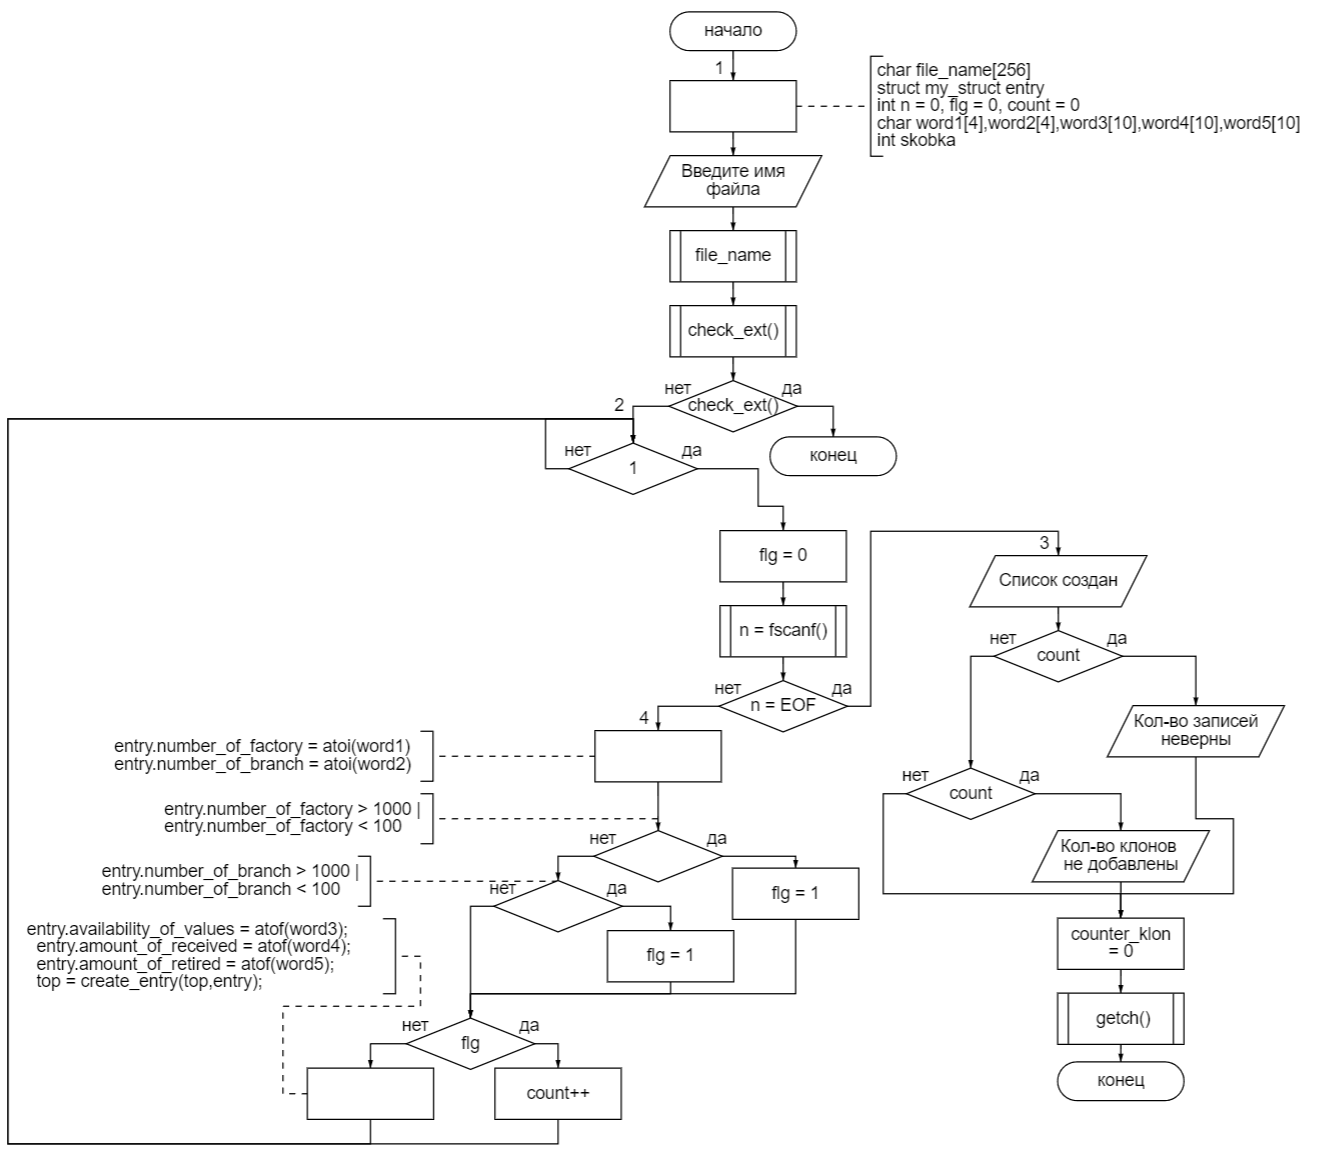 начало
1
char file_name[256]
struct my_struct entry
int n = 0, flg = 0, count = 0
char word1[4],word2[4],word3[10],word4[10],word5[10]
int skobka
Введите имя
файла
file_name
check_ext()
нет
да
check_ext()
2
конец
нет
да
1
flg = 0
n = fscanf()
нет
да
n = EOF
3
Список создан
нет
да
count
Кол-во записей
неверны
нет
да
count
Кол-во клонов
не добавлены
counter_klon
= 0
getch()
конец
4
entry.number_of_factory = atoi(word1)
entry.number_of_branch = atoi(word2)
entry.number_of_factory > 1000 |
entry.number_of_factory < 100
нет
да
flg = 1
entry.number_of_branch > 1000 |
entry.number_of_branch < 100
нет
да
flg = 1
entry.availability_of_values = atof(word3);
entry.amount_of_received = atof(word4);
entry.amount_of_retired = atof(word5);
top = create_entry(top,entry);
нет
да
flg
count++